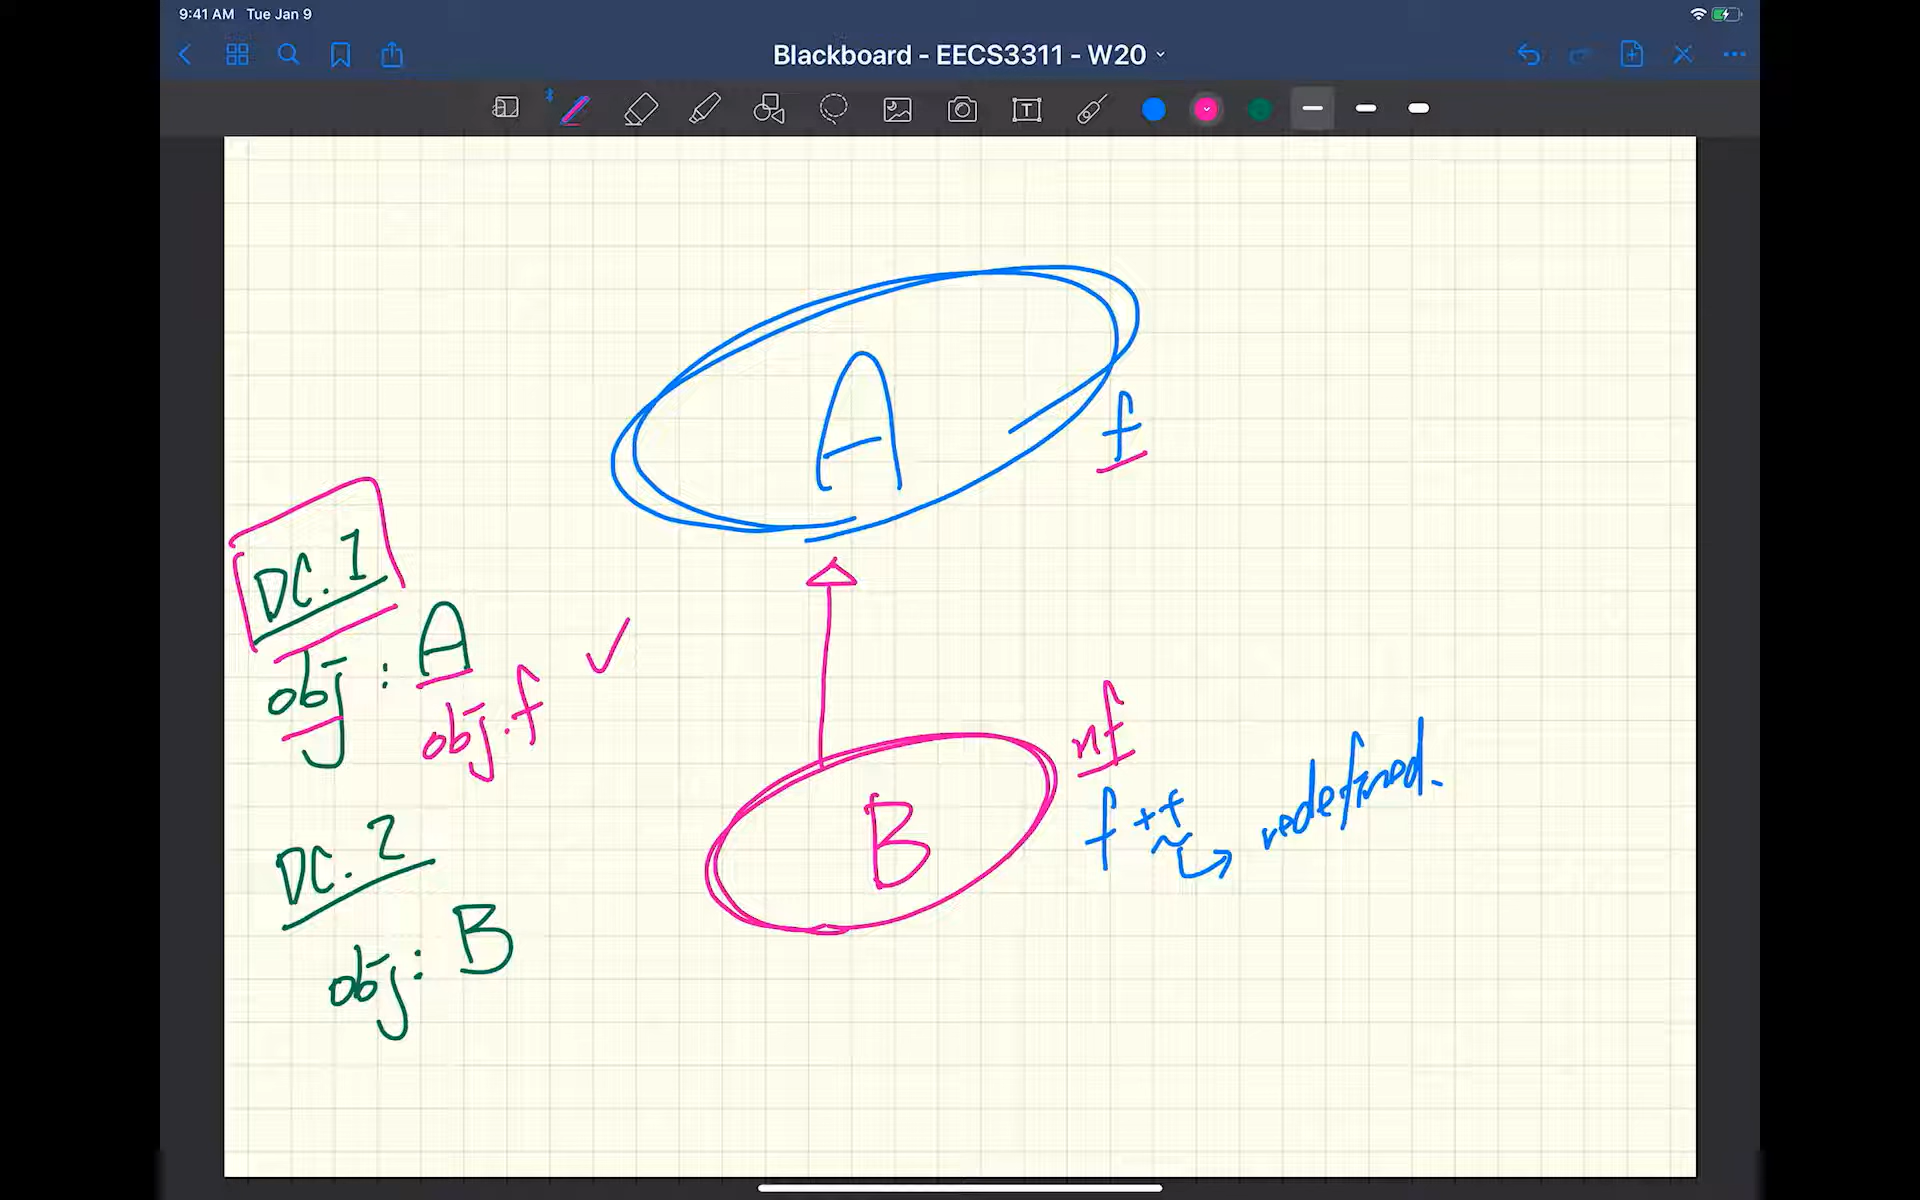 9:41 AM Tue Jan 9
Blackboard - EECS3311 - W20
A
f
DC. 1
obj : A
obj.f ✓
nf
B
f ++
redefined.
DC. 2
obj: B